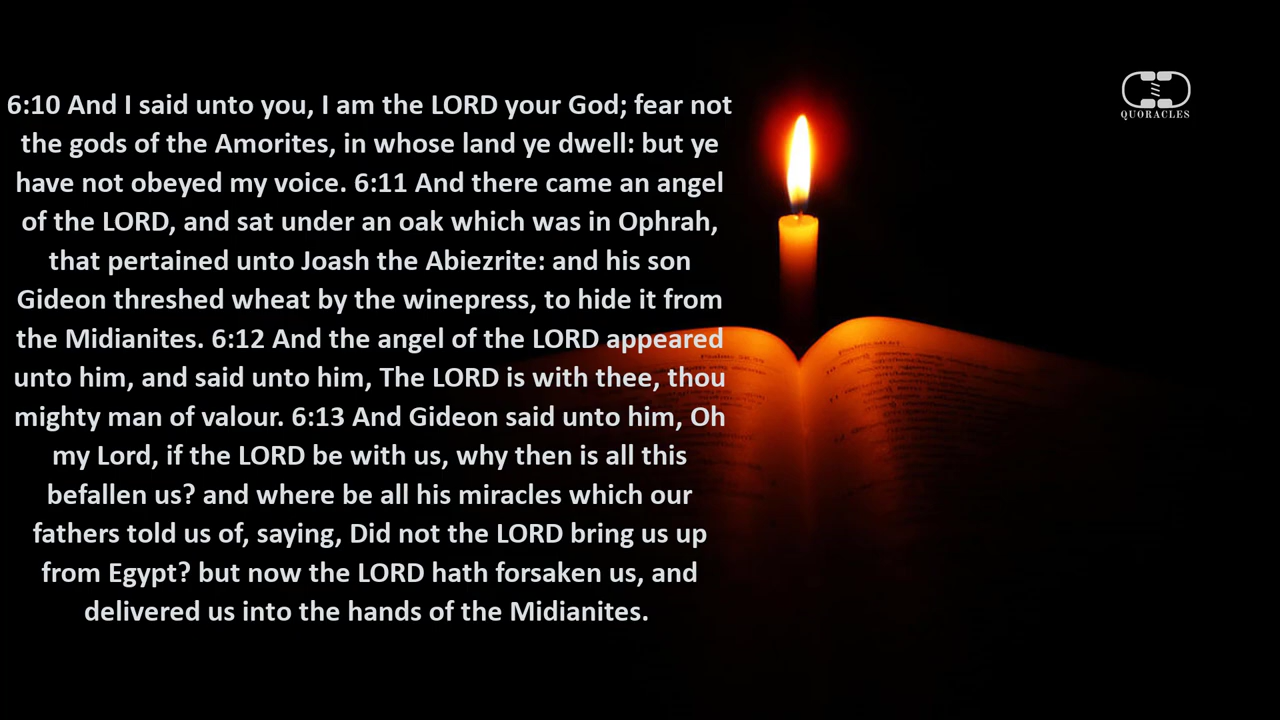 6:10 And I said unto you, I am the LORD your God; fear not
the gods of the Amorites, in whose land ye dwell: but ye
have not obeyed my voice. 6:11 And there came an angel
of the LORD, and sat under an oak which was in Ophrah,
that pertained unto Joash the Abiezrite: and his son
Gideon threshed wheat by the winepress, to hide it from
the Midianites. 6:12 And the angel of the LORD appeared
unto him, and said unto him, The LORD is with thee, thou
mighty man of valour. 6:13 And Gideon said unto him, Oh
my Lord, if the LORD be with us, why then is all this
befallen us? and where be all his miracles which our
fathers told us of, saying, Did not the LORD bring us up
from Egypt? but now the LORD hath forsaken us, and
delivered us into the hands of the Midianites.
QUORACLES